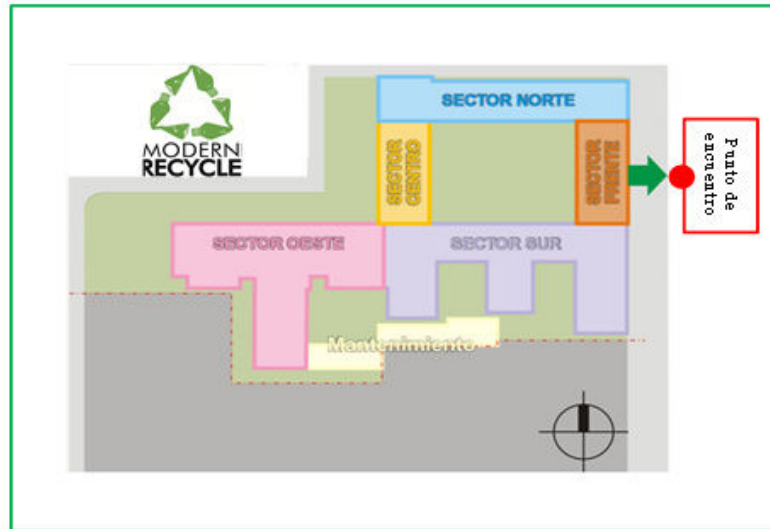 MODERN
RECYCLE
SECTOR NORTE
SECTOR
CENTRO
SECTOR
FRENTE
Punto de
encuentro
SECTOR OESTE
SECTOR SUR
Mantenimiento